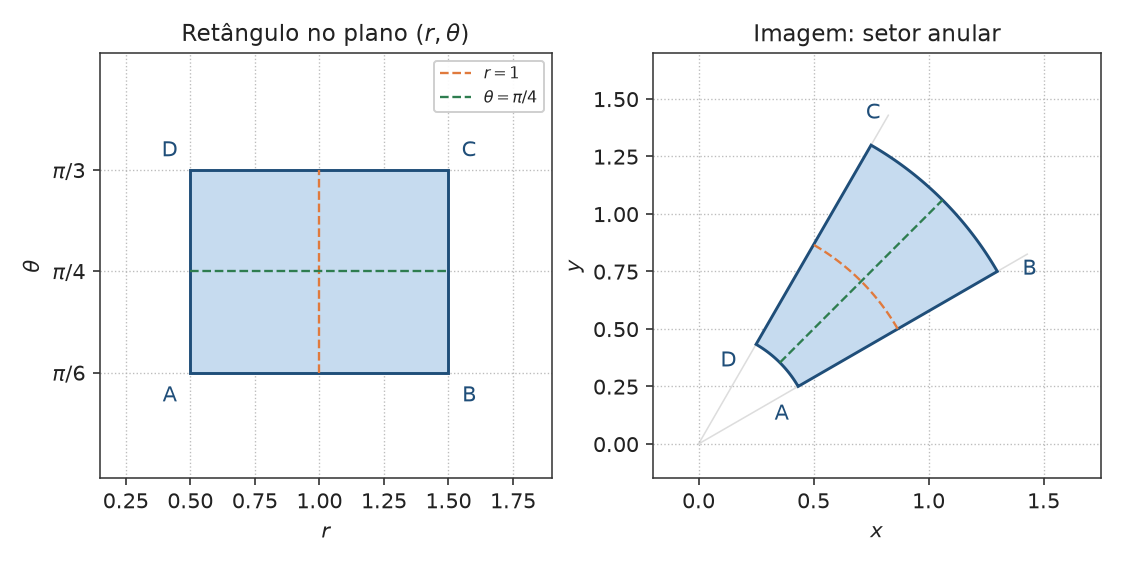 Retângulo no plano (r, θ)
r = 1
θ = π/4
D
C
A
B
π/3
π/4
π/6
θ
0.25 0.50 0.75 1.00 1.25 1.50 1.75
r
Imagem: setor anular
C
B
D
A
1.50
1.25
1.00
0.75
0.50
0.25
0.00
y
0.0 0.5 1.0 1.5
x